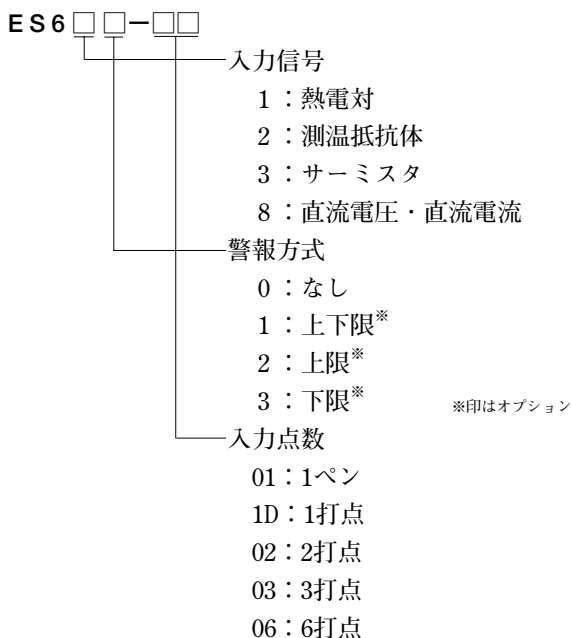 ES6□□−□□
入力信号
1：熱電対
2：測温抵抗体
3：サーミスタ
8：直流電圧・直流電流
警報方式
0：なし
1：上下限※
2：上限※
3：下限※ ※印はオプション
入力点数
01：1ペン
1D：1打点
02：2打点
03：3打点
06：6打点